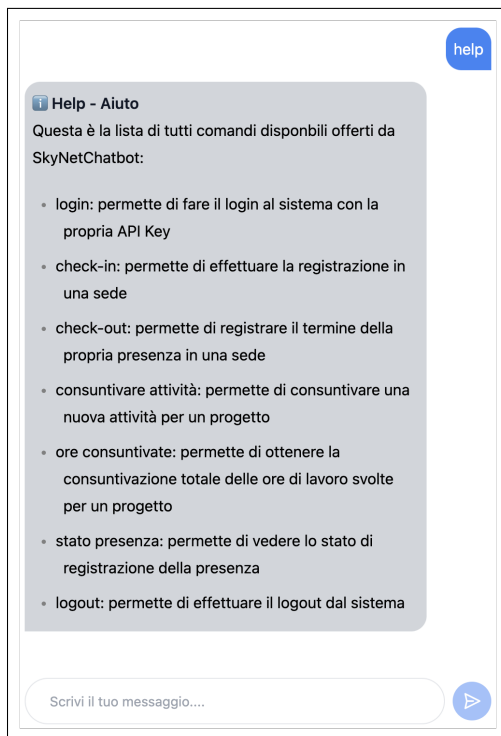 help
ℹ️ Help - Aiuto
Questa è la lista di tutti comandi disponbili offerti da
SkyNetChatbot:
• login: permette di fare il login al sistema con la
propria API Key
• check-in: permette di effettuare la registrazione in
una sede
• check-out: permette di registrare il termine della
propria presenza in una sede
• consuntivare attività: permette di consuntivare una
nuova attività per un progetto
• ore consuntivate: permette di ottenere la
consuntivazione totale delle ore di lavoro svolte
per un progetto
• stato presenza: permette di vedere lo stato di
registrazione della presenza
• logout: permette di effettuare il logout dal sistema
Scrivi il tuo messaggio....